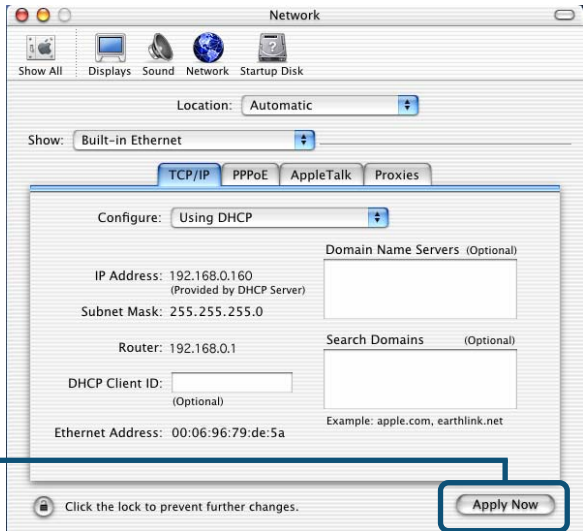 Network
Show All Displays Sound Network Startup Disk
Location: Automatic
Show: Built-in Ethernet
TCP/IP PPPoE AppleTalk Proxies
Configure: Using DHCP
Domain Name Servers (Optional)
IP Address: 192.168.0.160
(Provided by DHCP Server)
Subnet Mask: 255.255.255.0
Router: 192.168.0.1
Search Domains (Optional)
DHCP Client ID:
(Optional)
Example: apple.com, earthlink.net
Ethernet Address: 00:06:96:79:de:5a
Click the lock to prevent further changes.
Apply Now